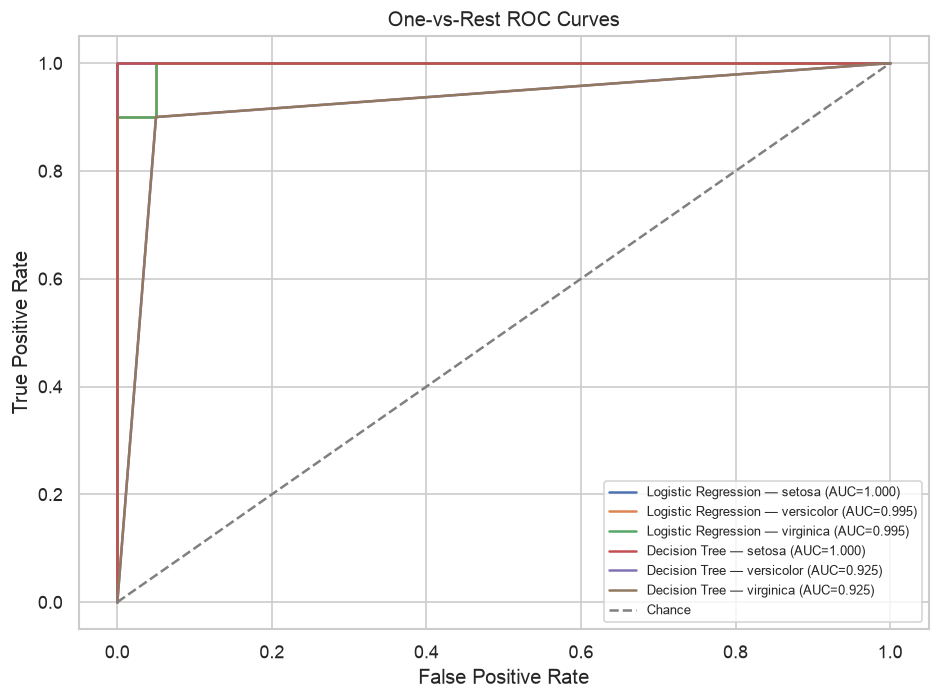 One-vs-Rest ROC Curves
True Positive Rate
1.0
0.8
0.6
0.4
0.2
0.0
Logistic Regression — setosa (AUC=1.000)
Logistic Regression — versicolor (AUC=0.995)
Logistic Regression — virginica (AUC=0.995)
Decision Tree — setosa (AUC=1.000)
Decision Tree — versicolor (AUC=0.925)
Decision Tree — virginica (AUC=0.925)
Chance
0.0 0.2 0.4 0.6 0.8 1.0
False Positive Rate